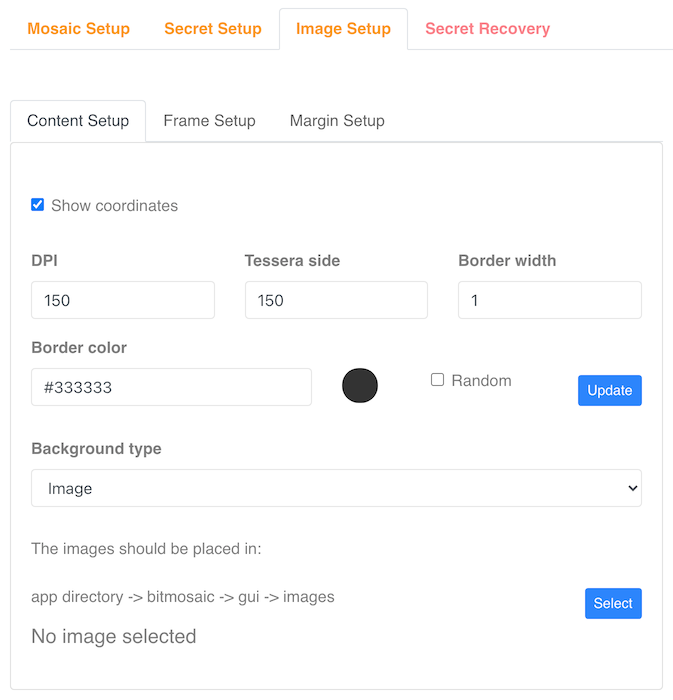 Mosaic Setup Secret Setup Image Setup Secret Recovery
Content Setup Frame Setup Margin Setup
Show coordinates
DPI Tessera side Border width
150 150 1
Border color
#333333 Random Update
Background type
Image
The images should be placed in:
app directory -> bitmosaic -> gui -> images Select
No image selected